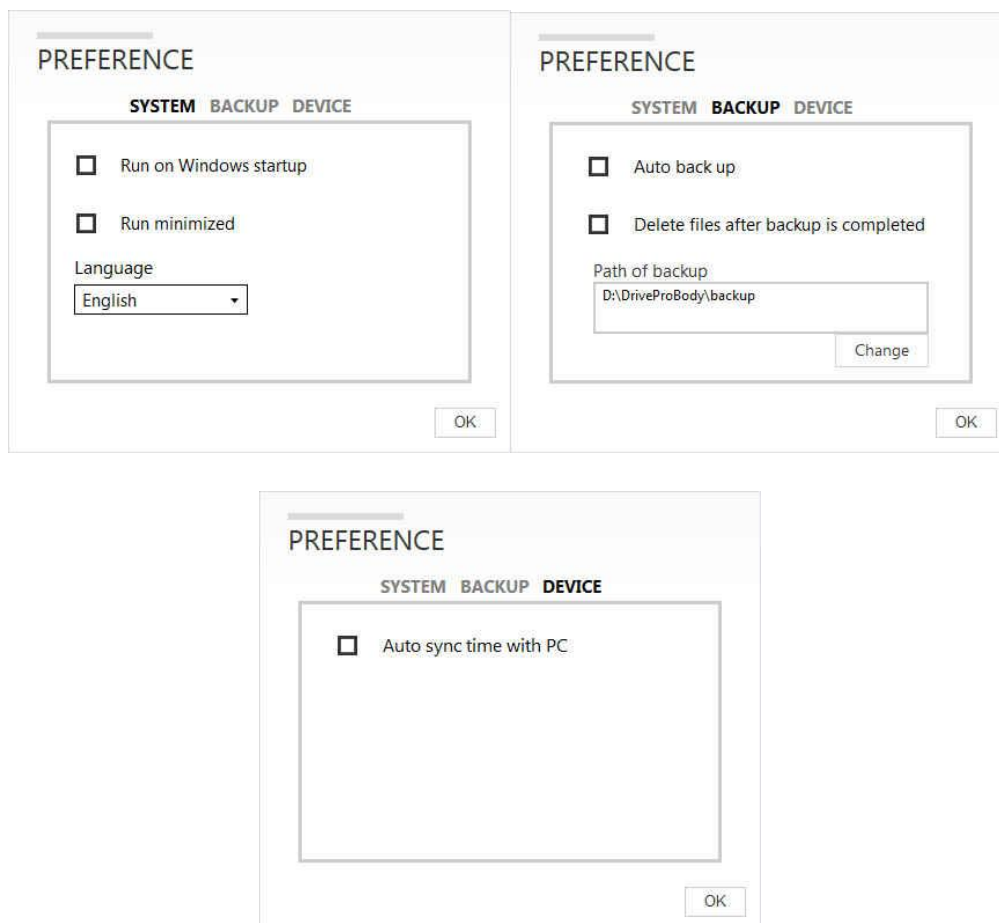 PREFERENCE
SYSTEM BACKUP DEVICE
Run on Windows startup
Run minimized
Language
English
OK
PREFERENCE
SYSTEM BACKUP DEVICE
Auto back up
Delete files after backup is completed
Path of backup
D:\DriveProBody\backup
Change
OK
PREFERENCE
SYSTEM BACKUP DEVICE
Auto sync time with PC
OK